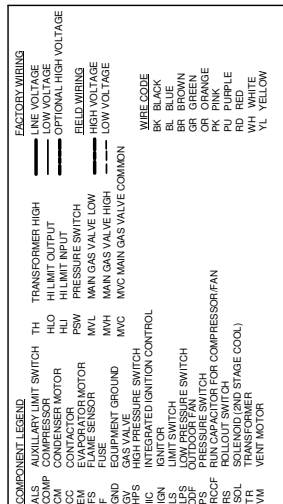 COMPONENT LEGEND
ALS AUXILIARY LIMIT SWITCH
COMP COMPRESSOR
CM CONDENSER MOTOR
CC CONTACTOR
EM EVAPORATOR MOTOR
FS FLAME SENSOR
F FUSE
GND EQUIPMENT GROUND
GV GAS VALVE
HPS HIGH PRESSURE SWITCH
IIC INTEGRATED IGNITION CONTROL
IGN IGNITOR
LS LIMIT SWITCH
LPS LOW PRESSURE SWITCH
ODF OUTDOOR FAN
PS PRESSURE SWITCH
RCCF RUN CAPACITOR FOR COMPRESSOR/FAN
RS ROLLOUT SWITCH
SOL SOLENOID (2ND STAGE COOL)
TR TRANSFORMER
VM VENT MOTOR
TH TRANSFORMER HIGH
HLO HI LIMIT OUTPUT
HLI HI LIMIT INPUT
PSW PRESSURE SWITCH
MVL MAIN GAS VALVE LOW
MVH MAIN GAS VALVE HIGH
MVC MVC MAIN GAS VALVE COMMON
FACTORY WIRING
LINE VOLTAGE
LOW VOLTAGE
OPTIONAL HIGH VOLTAGE
FIELD WIRING
HIGH VOLTAGE
LOW VOLTAGE
WIRE CODE
BK BLACK
BL BLUE
BR BROWN
GR GREEN
OR ORANGE
PK PINK
PU PURPLE
RD RED
WH WHITE
YL YELLOW